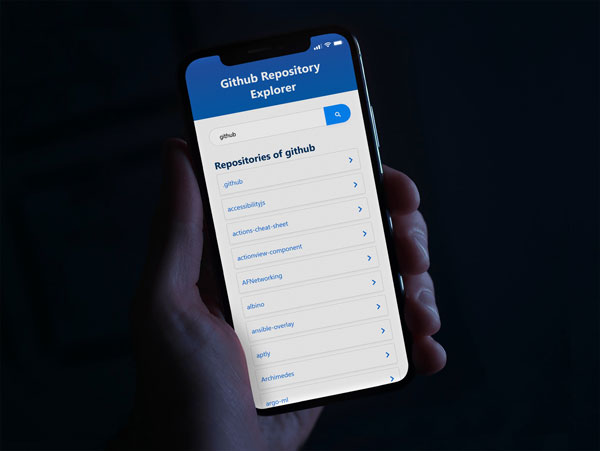 Github Repository
Explorer
github
Repositories of github
.github
accessibilityjs
actions-cheat-sheet
actionview-component
AFNetworking
albino
ansible-overlay
aptly
Archimedes
argo-ml